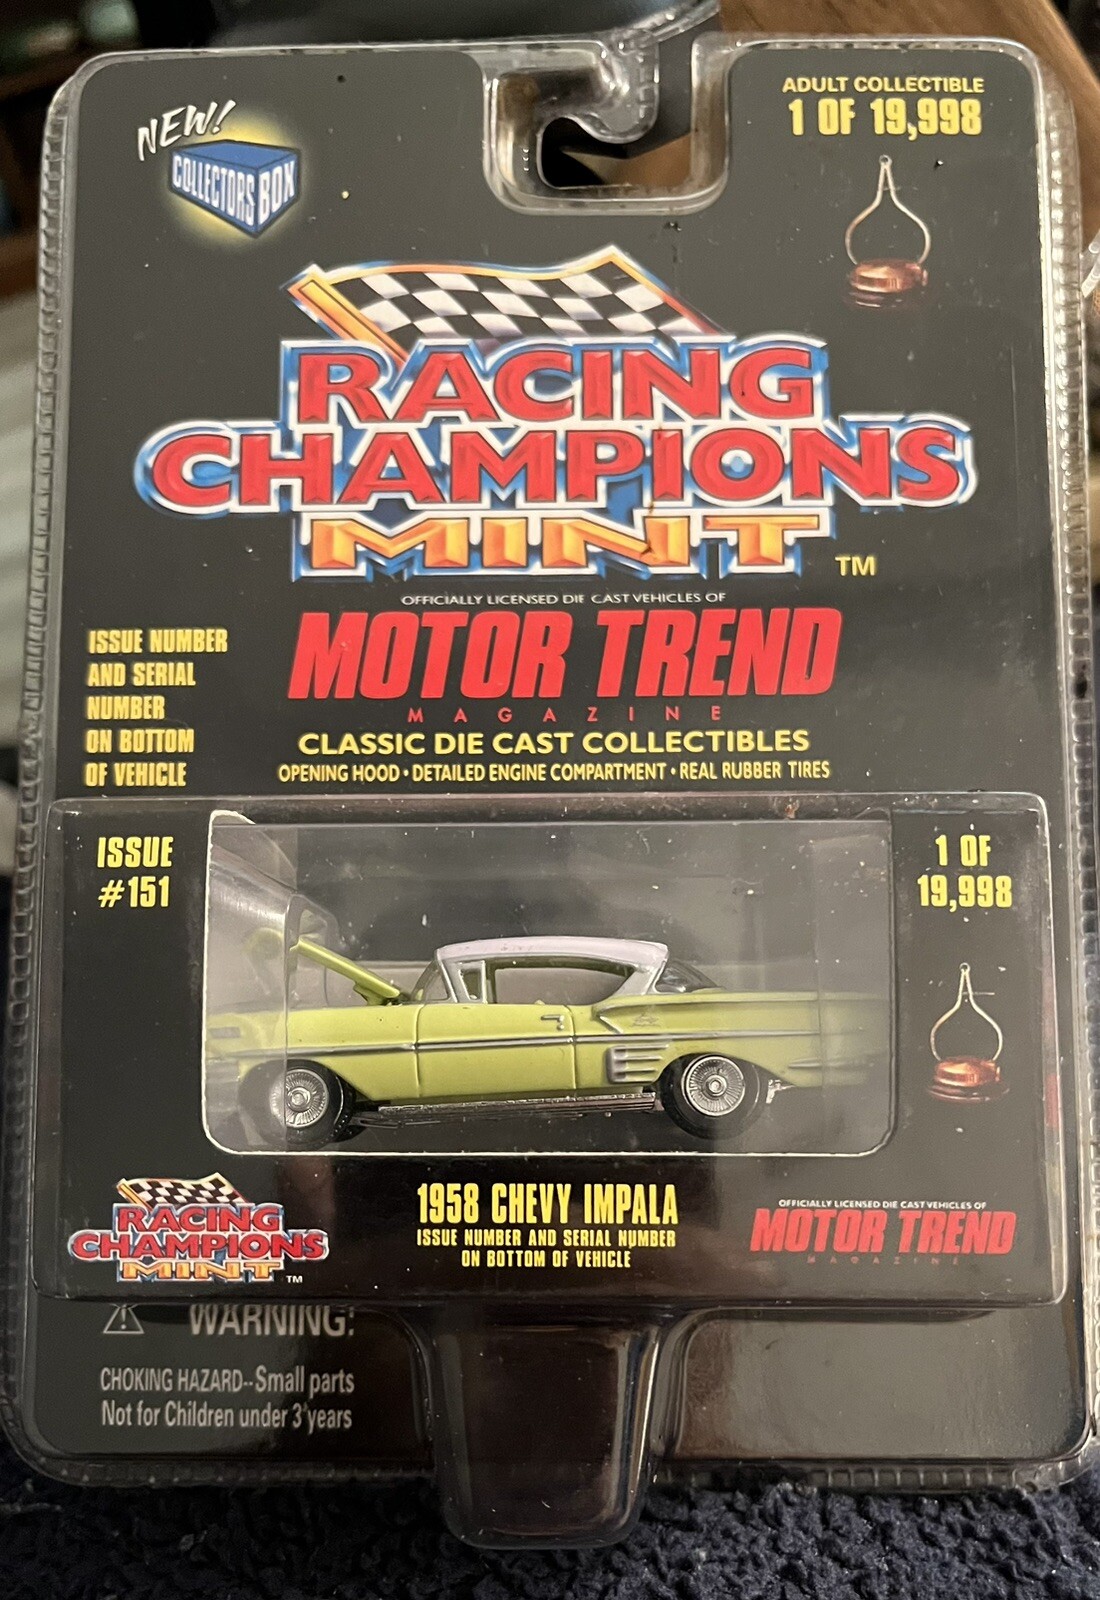 NEW!
COLLECTORS BOX
ADULT COLLECTIBLE
1 OF 19,998
RACING
CHAMPIONS
MINT TM
OFFICIALLY LICENSED DIE CAST VEHICLES OF
MOTOR TREND
MAGAZINE
CLASSIC DIE CAST COLLECTIBLES
OPENING HOOD • DETAILED ENGINE COMPARTMENT • REAL RUBBER TIRES
ISSUE NUMBER
AND SERIAL
NUMBER
ON BOTTOM
OF VEHICLE
ISSUE
#151
1 OF
19,998
RACING
CHAMPIONS
MINT TM
1958 CHEVY IMPALA
ISSUE NUMBER AND SERIAL NUMBER
ON BOTTOM OF VEHICLE
OFFICIALLY LICENSED DIE CAST VEHICLES OF
MOTOR TREND
MAGAZINE
WARNING:
CHOKING HAZARD--Small parts
Not for Children under 3 years